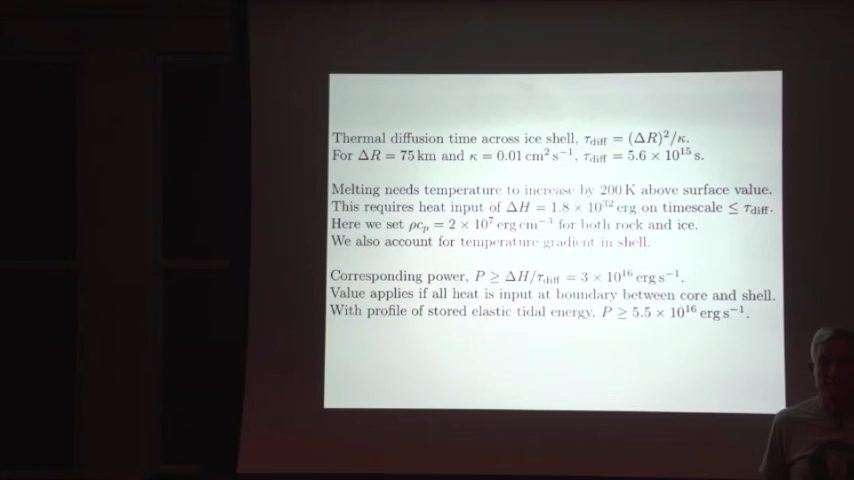 Thermal diffusion time across ice shell, τ_diff = (ΔR)²/κ.
For ΔR = 75 km and κ = 0.01 cm² s⁻¹, τ_diff = 5.6 × 10¹⁵ s.
Melting needs temperature to increase by 200 K above surface value.
This requires heat input of ΔH = 1.8 × 10³² erg on timescale ≤ τ_diff.
Here we set ρc_p = 2 × 10⁷ erg cm⁻³ for both rock and ice.
We also account for temperature gradient in shell.
Corresponding power, P ≥ ΔH/τ_diff = 3 × 10¹⁶ erg s⁻¹.
Value applies if all heat is input at boundary between core and shell.
With profile of stored elastic tidal energy, P ≥ 5.5 × 10¹⁶ erg s⁻¹.